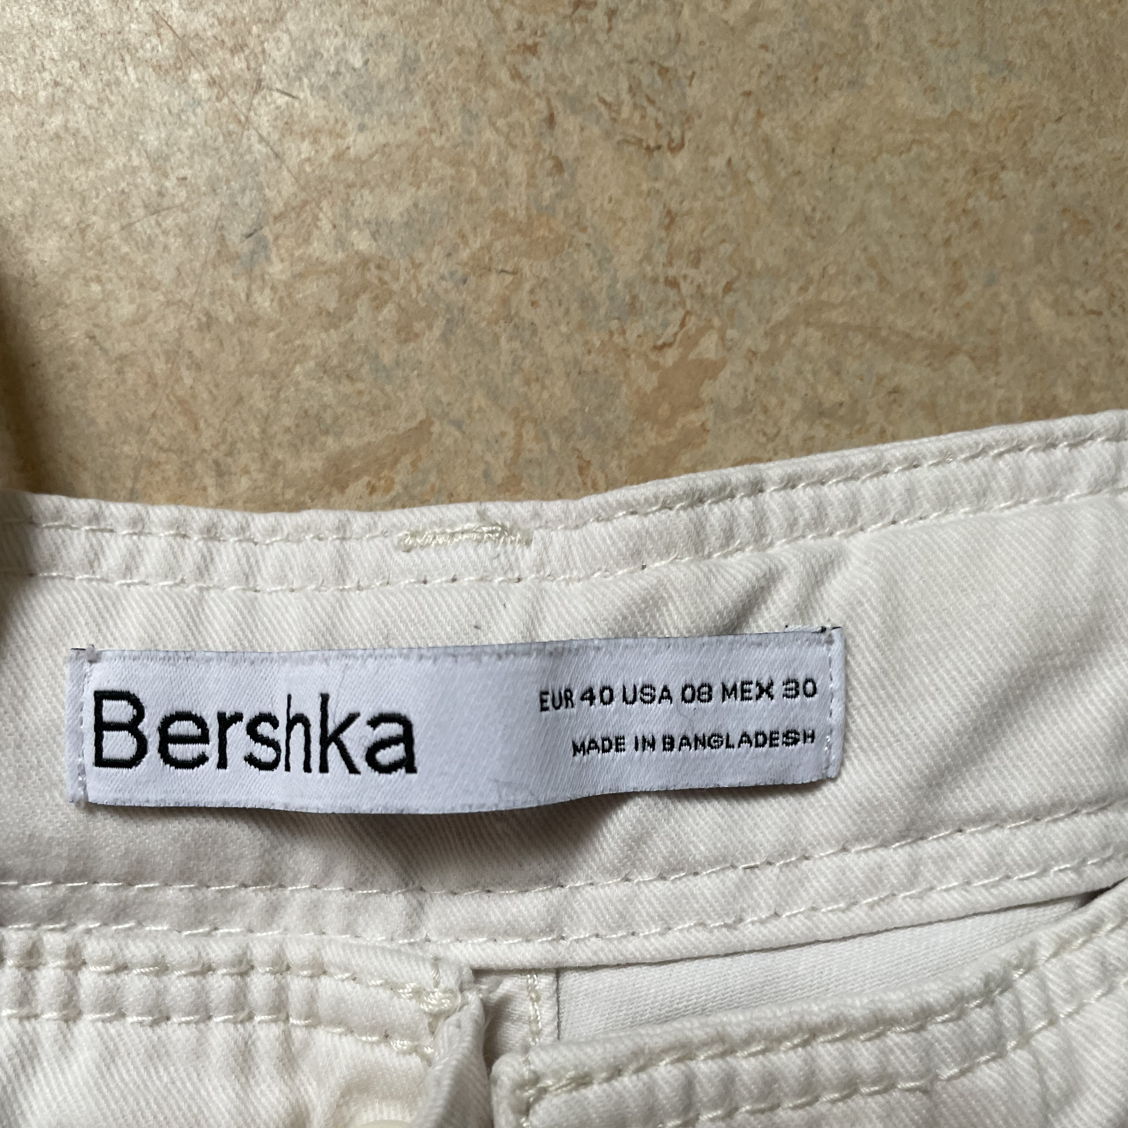 Bershka
EUR 40 USA 08 MEX 30
MADE IN BANGLADESH